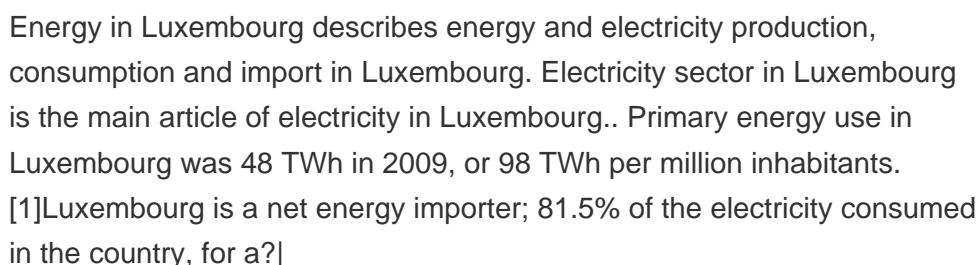 Energy in Luxembourg describes energy and electricity production,
consumption and import in Luxembourg. Electricity sector in Luxembourg
is the main article of electricity in Luxembourg.. Primary energy use in
Luxembourg was 48 TWh in 2009, or 98 TWh per million inhabitants.
[1]Luxembourg is a net energy importer; 81.5% of the electricity consumed
in the country, for a?|